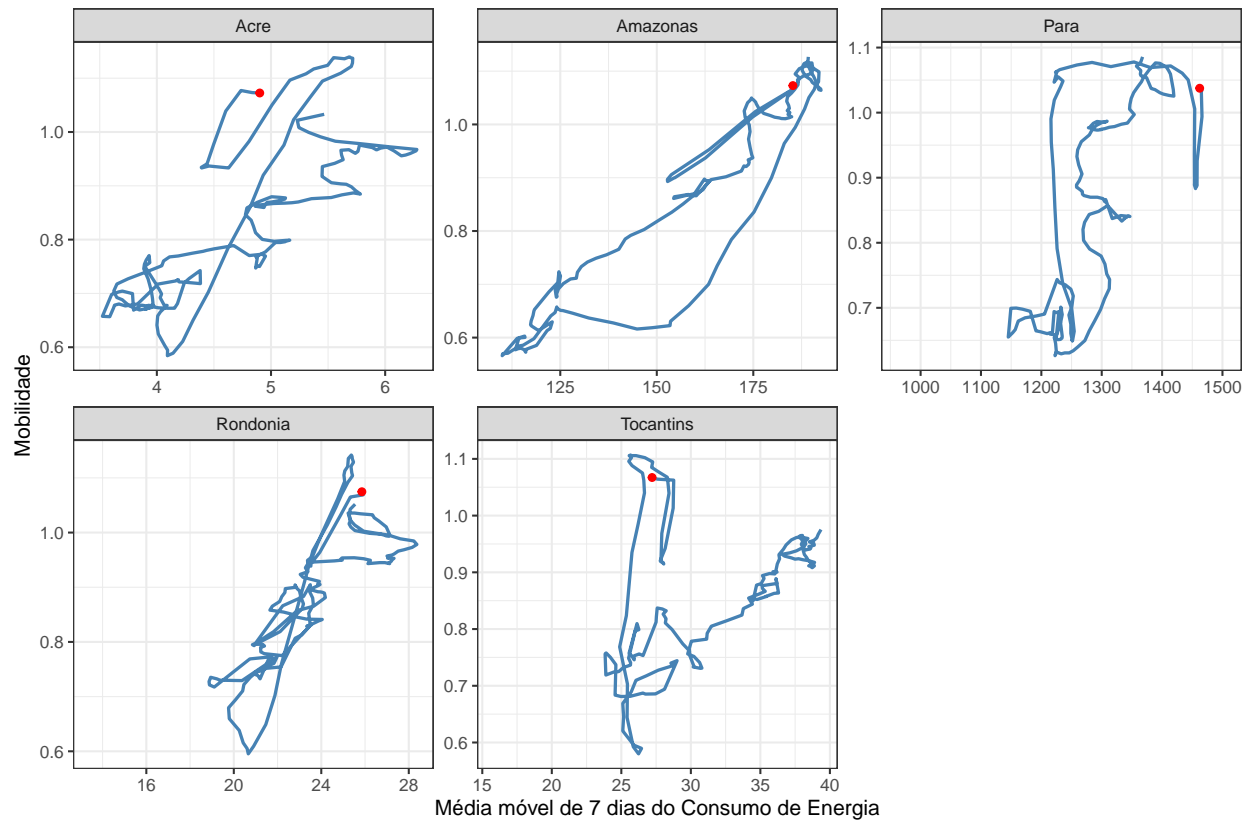 Acre
Amazonas
Para
1.0
0.8
0.6
4 5 6
1.0
0.8
0.6
125 150 175
1.1
1.0
0.9
0.8
0.7
1000 1100 1200 1300 1400 1500
Rondonia
Tocantins
1.0
0.8
0.6
16 20 24 28
1.1
1.0
0.9
0.8
0.7
0.6
15 20 25 30 35 40
Mobilidade
Média móvel de 7 dias do Consumo de Energia